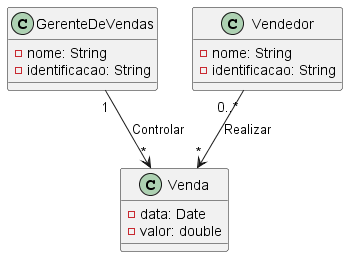 C GerenteDeVendas
nome: String
identificacao: String
C Vendedor
nome: String
identificacao: String
1
0..*
Controlar
Realizar
*
*
C Venda
data: Date
valor: double